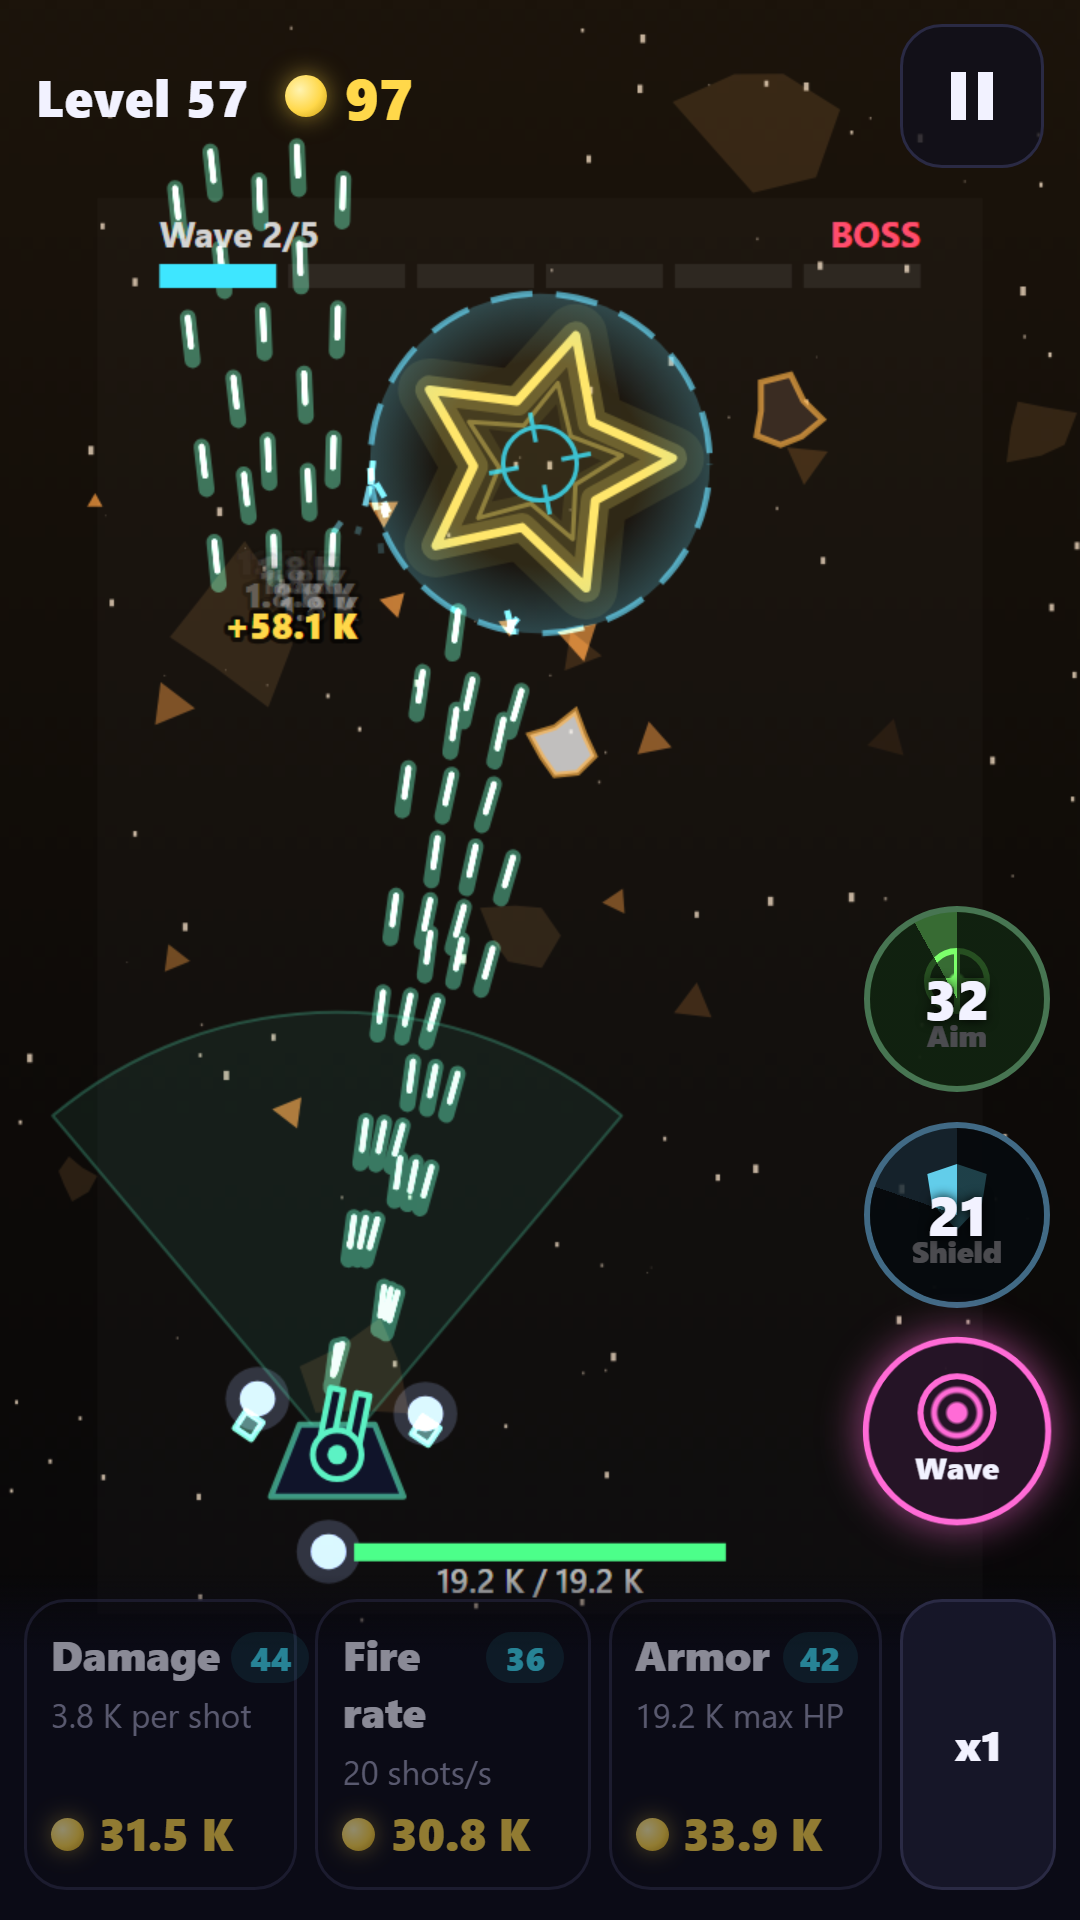 Level 57
97
Wave 2/5
BOSS
+58.1 K
32
Aim
21
Shield
Wave
19.2 K / 19.2 K
Damage 44
3.8 K per shot
31.5 K
Fire rate 36
20 shots/s
30.8 K
Armor 42
19.2 K max HP
33.9 K
x1